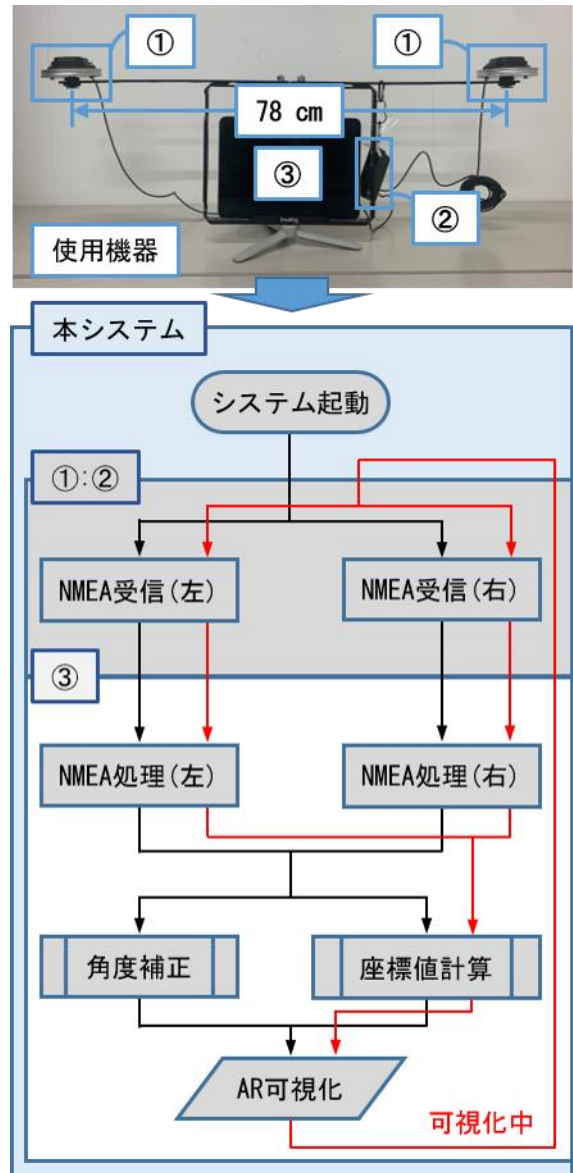 ① ①
78 cm
③
②
使用機器
本システム
システム起動
①:②
NMEA受信(左) NMEA受信(右)
③
NMEA処理(左) NMEA処理(右)
角度補正 座標値計算
AR可視化
可視化中